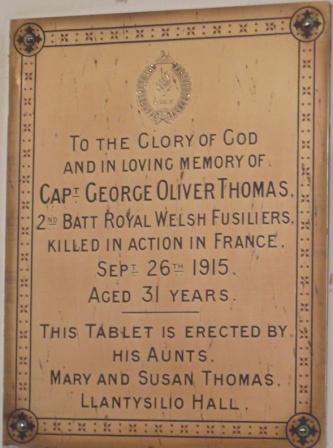 TO THE GLORY OF GOD
AND IN LOVING MEMORY OF
CAPT GEORGE OLIVER THOMAS.
2ND BATT ROYAL WELSH FUSILIERS,
KILLED IN ACTION IN FRANCE.
SEPT. 26TH 1915.
AGED 31 YEARS.
THIS TABLET IS ERECTED BY
HIS AUNTS.
MARY AND SUSAN THOMAS.
LLANTYSILIO HALL.